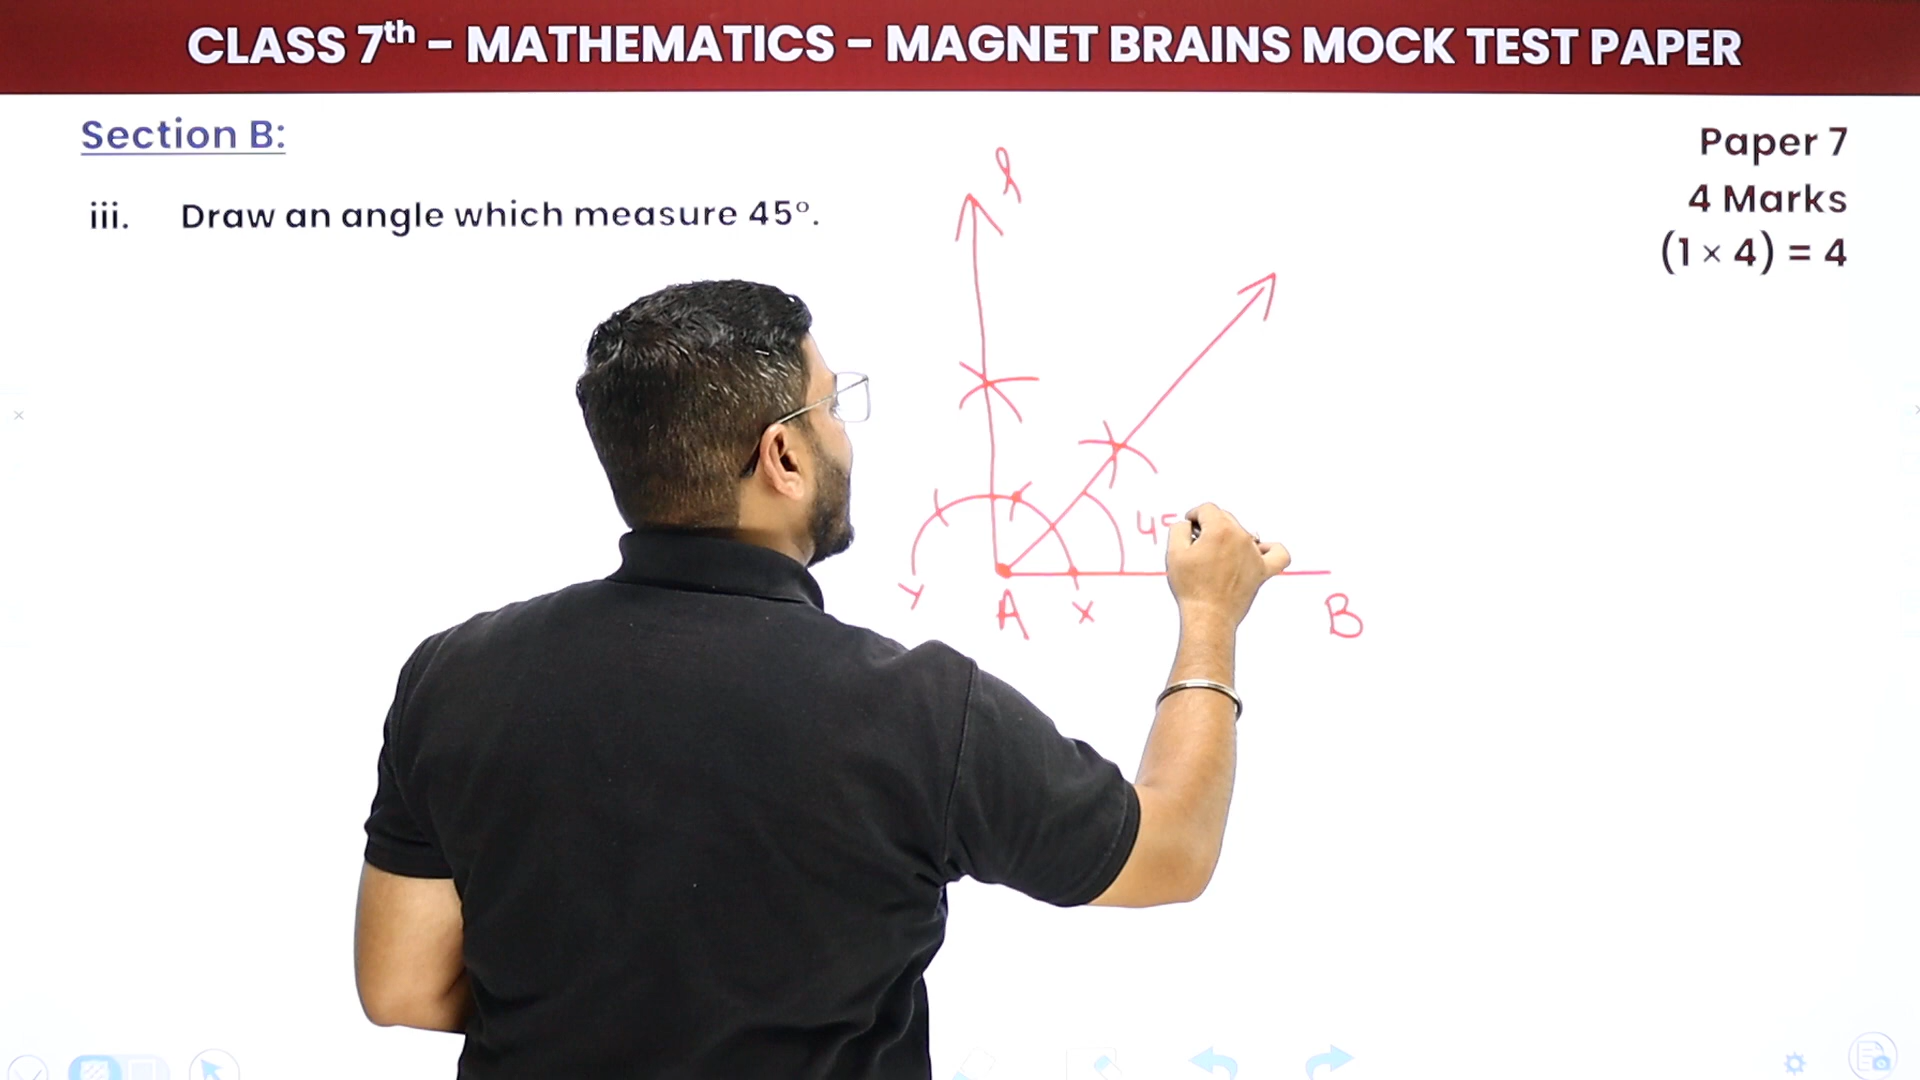 CLASS 7th - MATHEMATICS - MAGNET BRAINS MOCK TEST PAPER
Section B:
Paper 7
4 Marks
(1 × 4) = 4
iii. Draw an angle which measure 45°.
l
45
Y
A
X
B